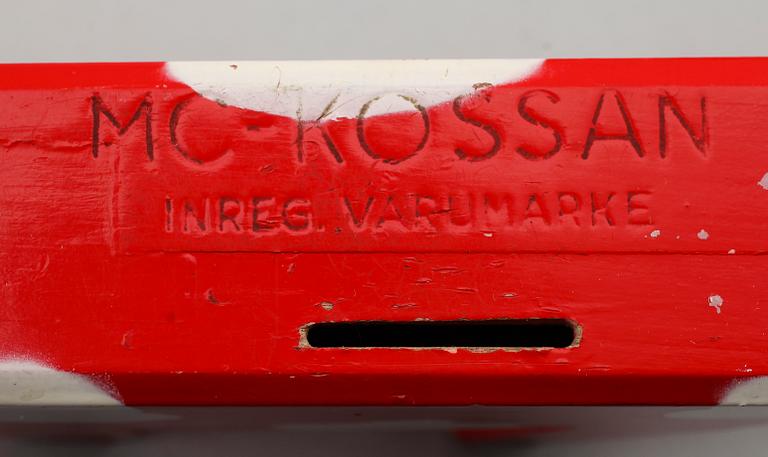 MC-KOSSAN
INREG. VARUMÄRKE